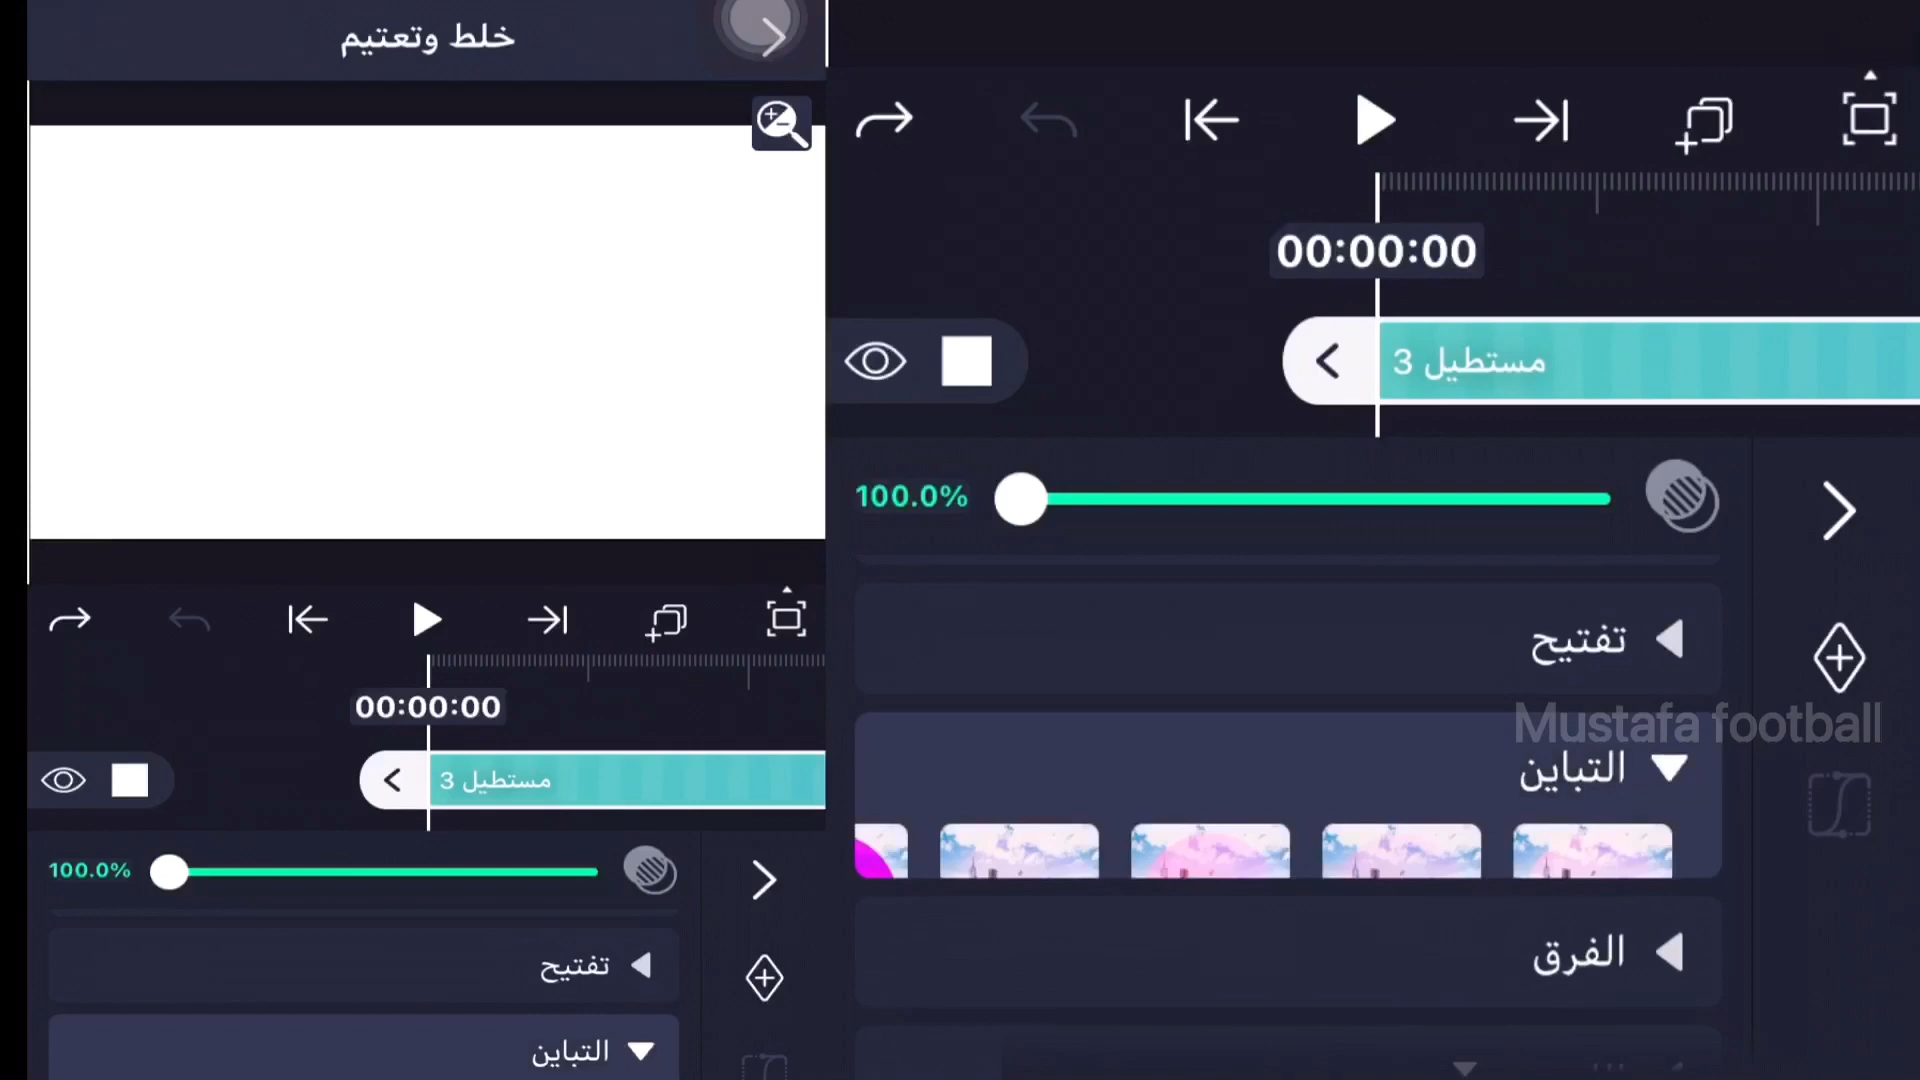 خلط وتعتيم
00:00:00
مستطيل 3
100.0%
تفتيح
التباين
00:00:00
مستطيل 3
100.0%
تفتيح
Mustafa football
التباين
الفرق